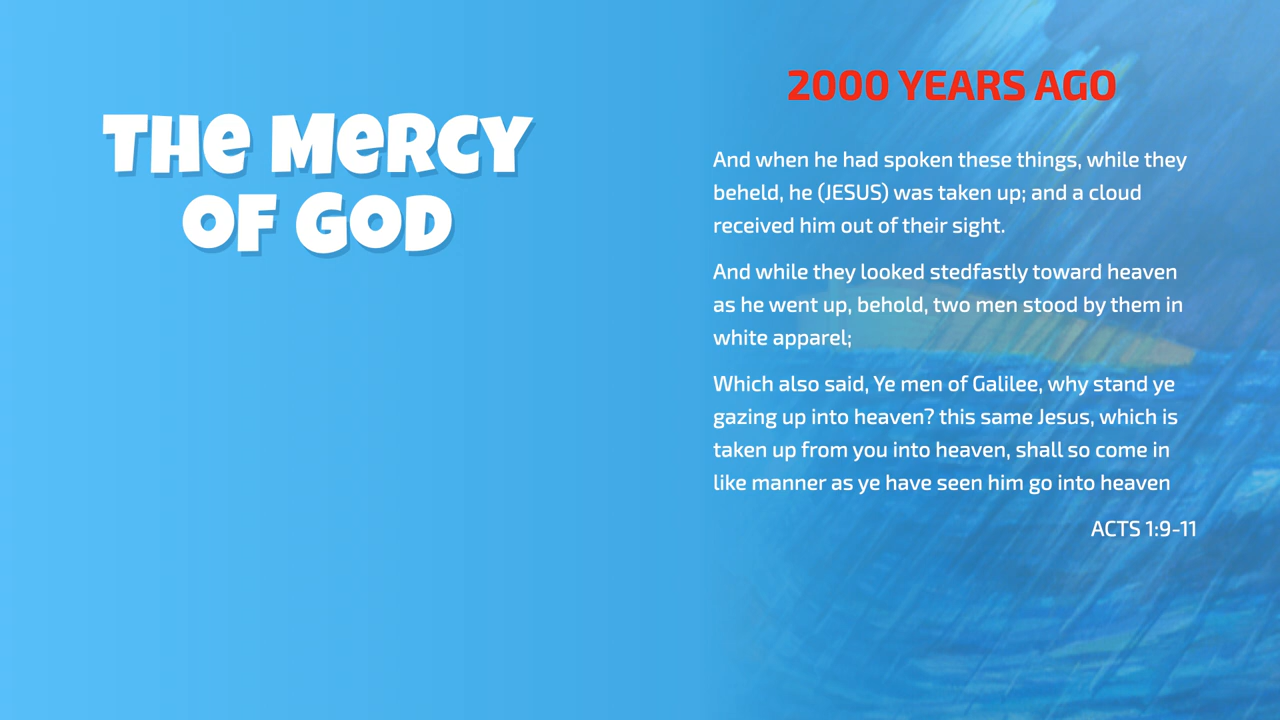 THE MERCY
OF GOD
2000 YEARS AGO
And when he had spoken these things, while they
beheld, he (JESUS) was taken up; and a cloud
received him out of their sight.
And while they looked stedfastly toward heaven
as he went up, behold, two men stood by them in
white apparel;
Which also said, Ye men of Galilee, why stand ye
gazing up into heaven? this same Jesus, which is
taken up from you into heaven, shall so come in
like manner as ye have seen him go into heaven
ACTS 1:9-11